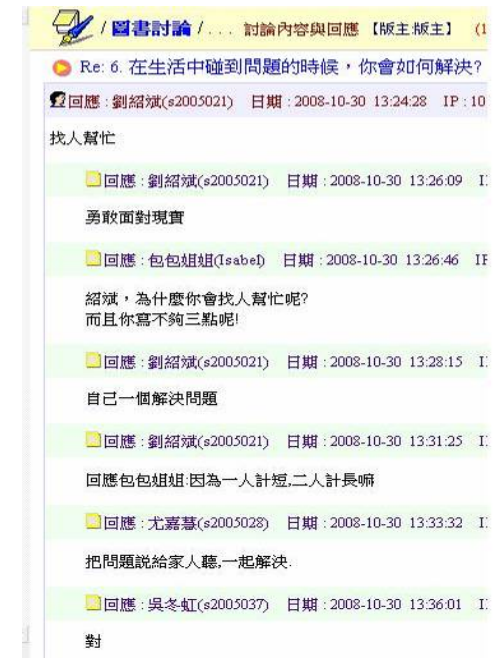 / 圖書討論 / . . . 討論內容與回應 【版主:版主】 (1
Re: 6. 在生活中碰到問題的時候，你會如何解決?
回應 : 劉紹斌(s2005021) 日期 : 2008-10-30 13:24:28 IP : 10
找人幫忙
回應 : 劉紹斌(s2005021) 日期 : 2008-10-30 13:26:09 I
勇敢面對現實
回應 : 包包姐姐(Isabel) 日期 : 2008-10-30 13:26:46 IP
紹斌，為什麼你會找人幫忙呢?
而且你寫不夠三點呢!
回應 : 劉紹斌(s2005021) 日期 : 2008-10-30 13:28:15 I
自己一個解決問題
回應 : 劉紹斌(s2005021) 日期 : 2008-10-30 13:31:25 I
回應包包姐姐:因為一人計短,二人計長嘛
回應 : 尤嘉慧(s2005028) 日期 : 2008-10-30 13:33:32 I
把問題説給家人聽,一起解決.
回應 : 吳冬虹(s2005037) 日期 : 2008-10-30 13:36:01 I
對